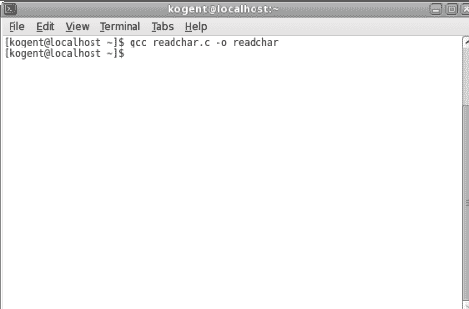 kogent@localhost:~
File Edit View Terminal Tabs Help
[kogent@localhost ~]$ gcc readchar.c -o readchar
[kogent@localhost ~]$